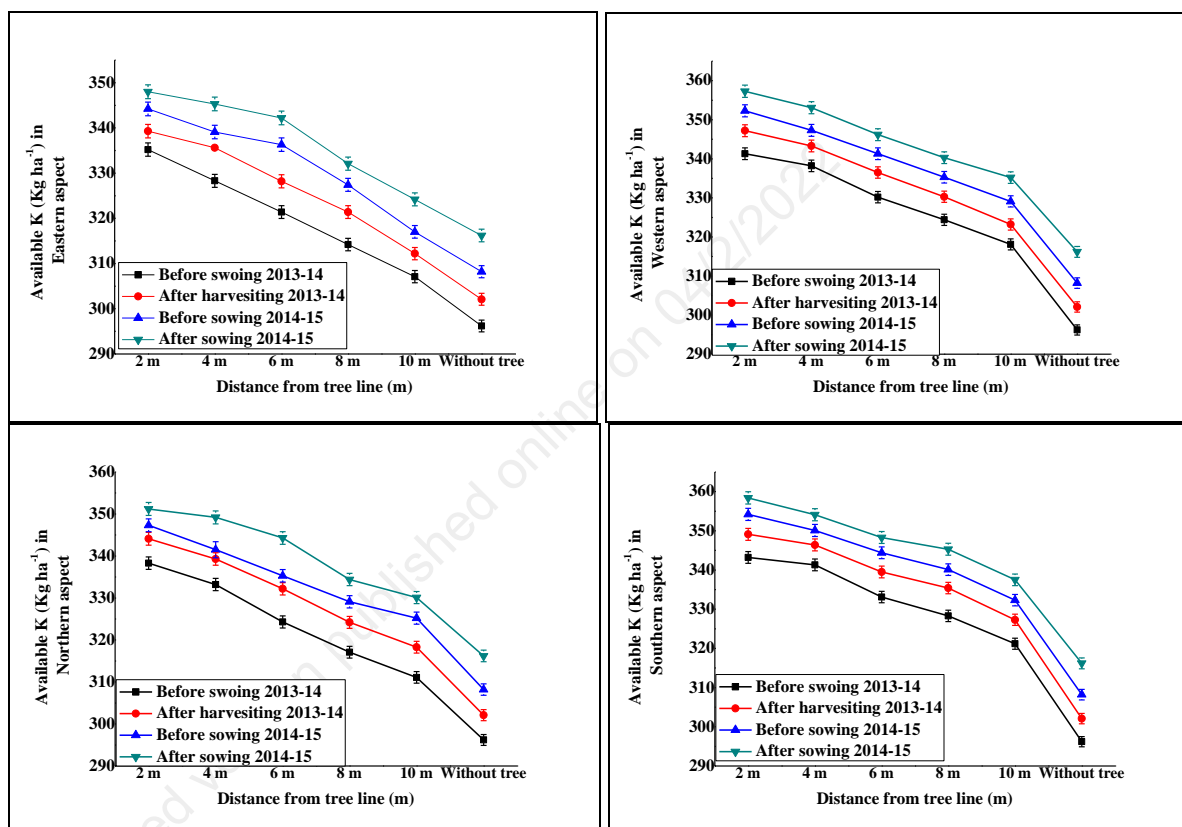 Available K (Kg ha-1) in
Eastern aspect
350
340
330
320
310
300
290
Before swoing 2013-14
After harvesiting 2013-14
Before sowing 2014-15
After sowing 2014-15
2 m 4 m 6 m 8 m 10 m Without tree
Distance from tree line (m)
Available K (Kg ha-1) in
Western aspect
360
350
340
330
320
310
300
290
Before swoing 2013-14
After harvesiting 2013-14
Before sowing 2014-15
After sowing 2014-15
2 m 4 m 6 m 8 m 10 m Without tree
Distance from tree line (m)
Available K (Kg ha-1) in
Northern aspect
360
350
340
330
320
310
300
290
Before swoing 2013-14
After harvesiting 2013-14
Before sowing 2014-15
After sowing 2014-15
2 m 4 m 6 m 8 m 10 m Without tree
Distance from tree line (m)
Available K (Kg ha-1) in
Southern aspect
360
350
340
330
320
310
300
290
Before swoing 2013-14
After harvesiting 2013-14
Before sowing 2014-15
After sowing 2014-15
2 m 4 m 6 m 8 m 10 m Without tree
Distance from tree line (m)
published online on 04/2/2022